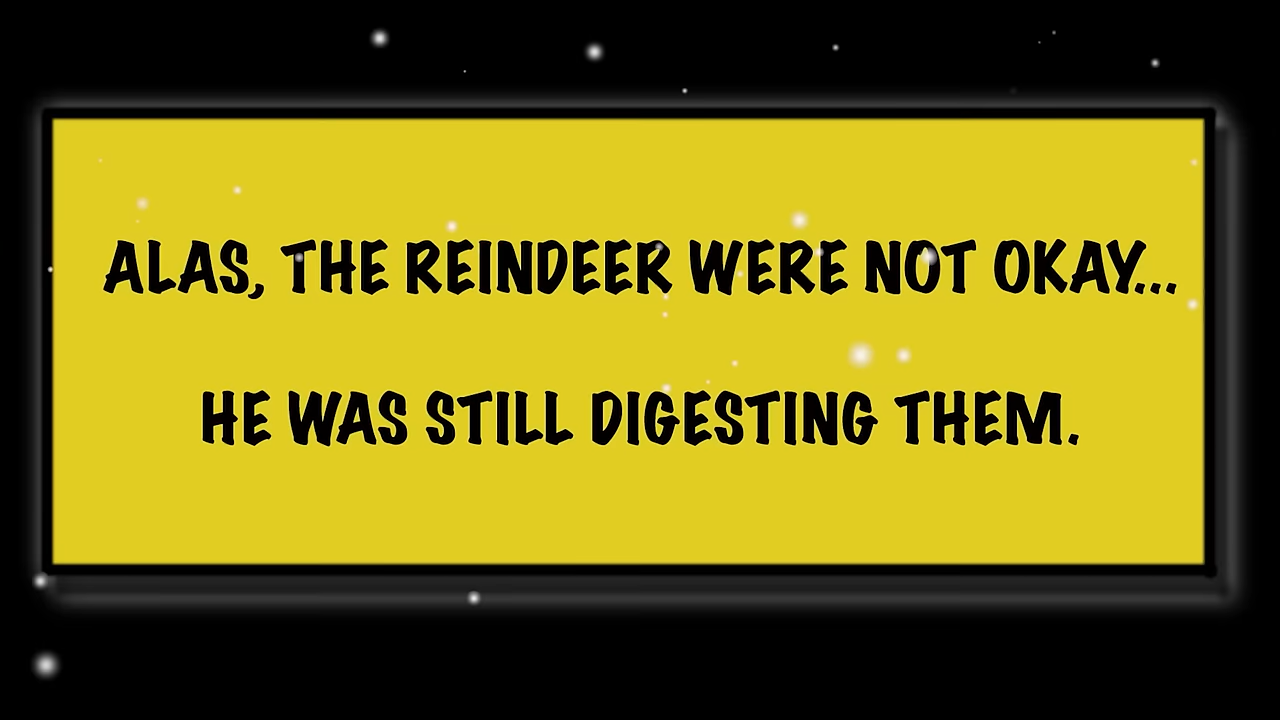 ALAS, THE REINDEER WERE NOT OKAY...
HE WAS STILL DIGESTING THEM.